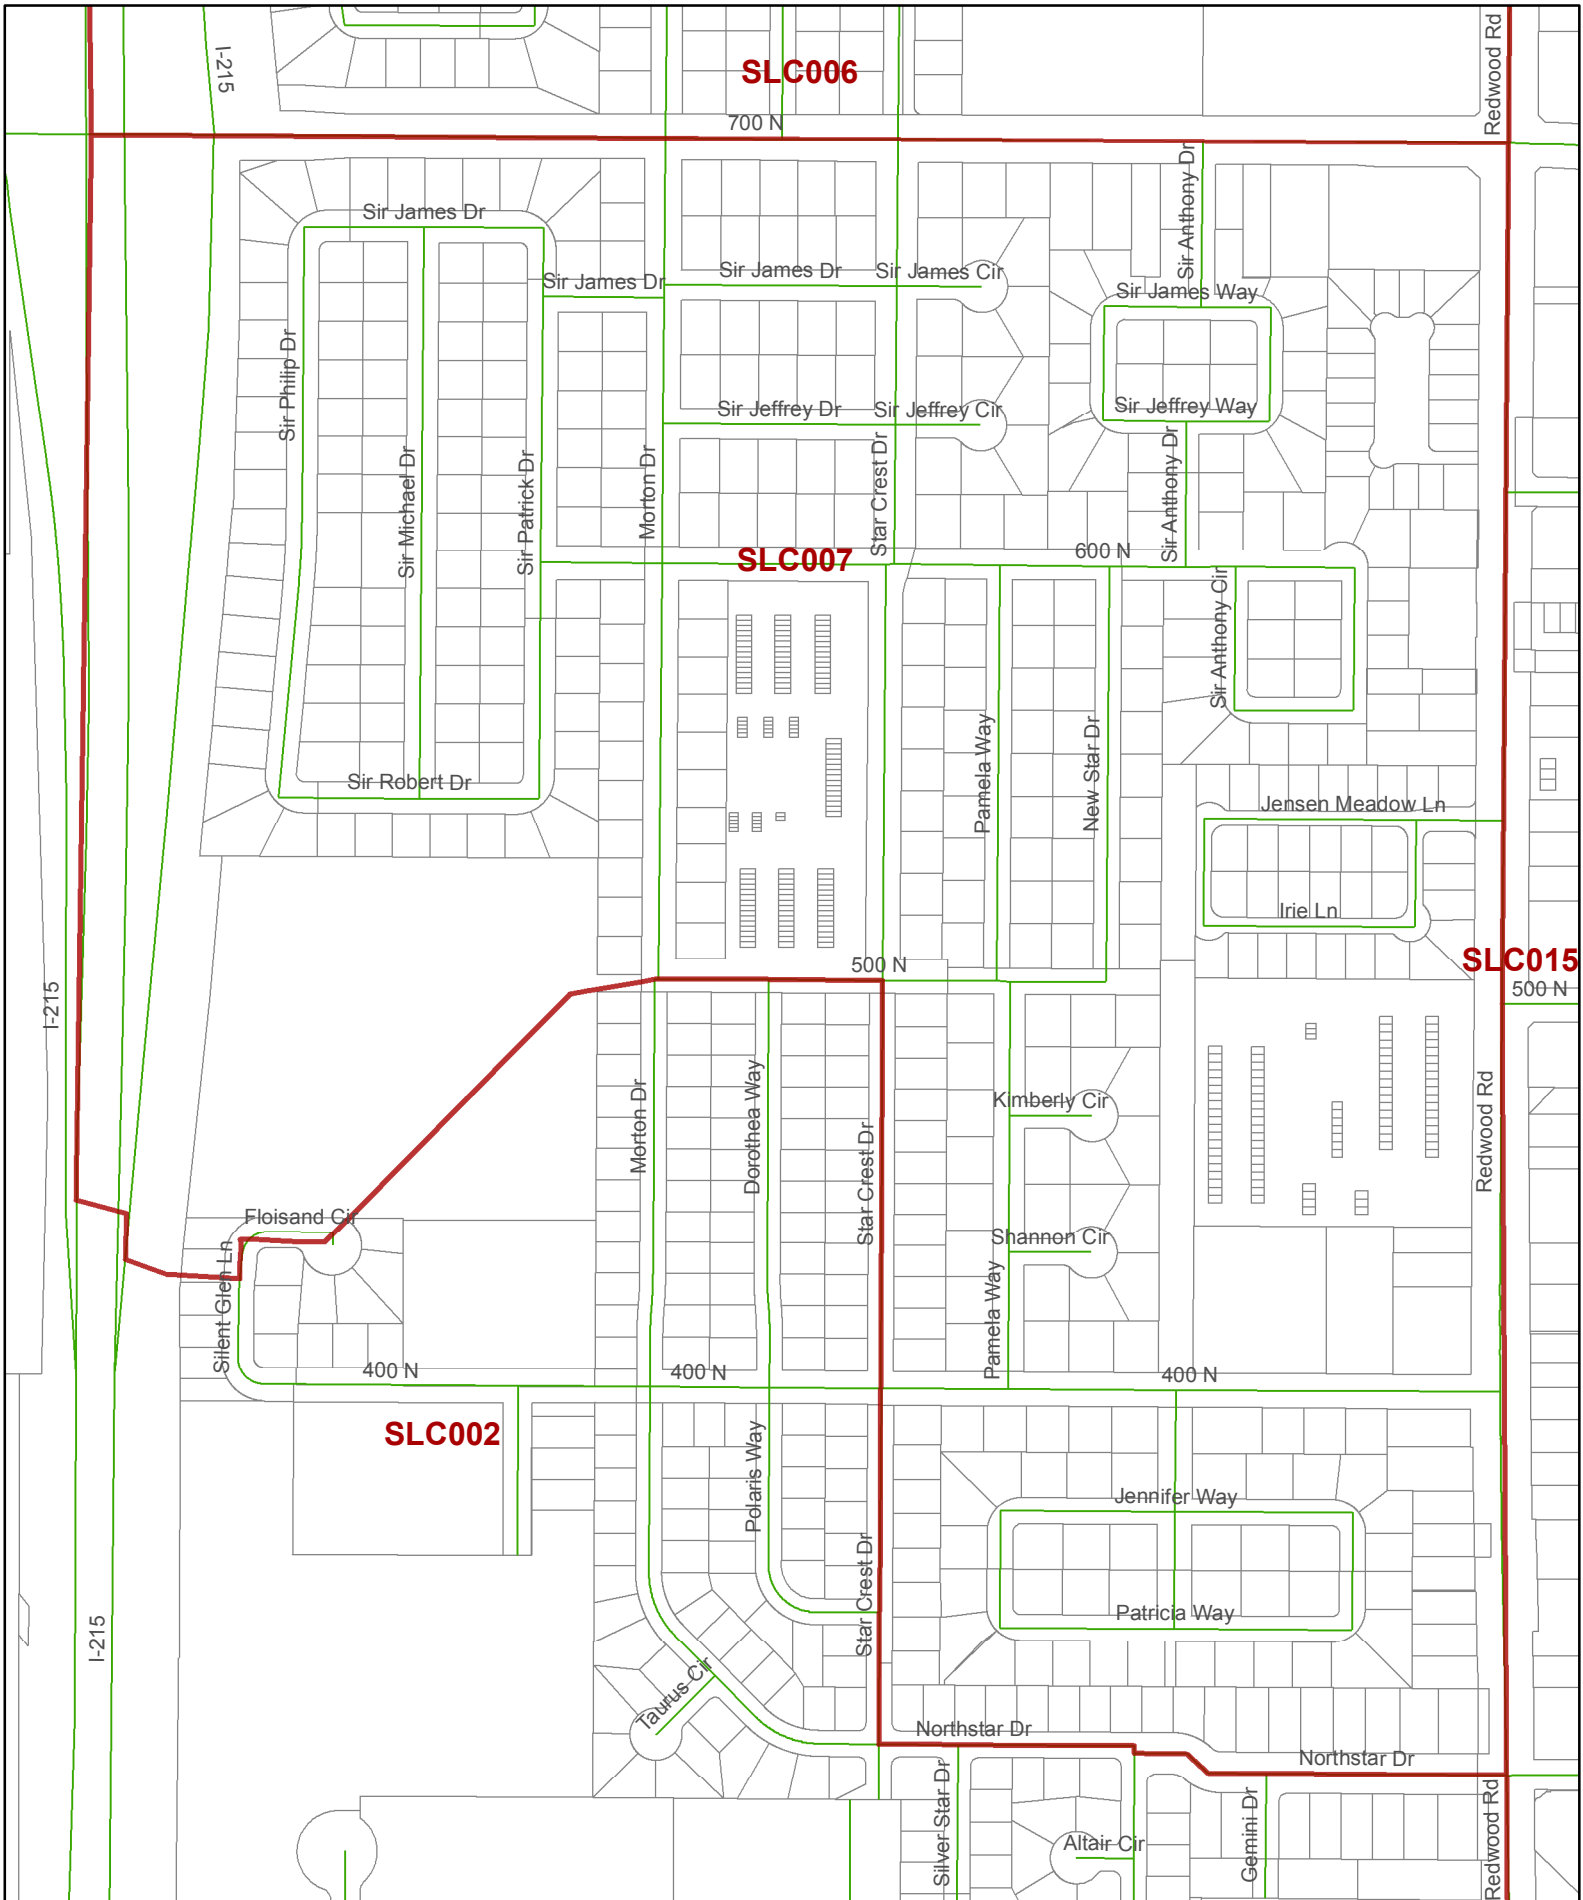 I-215
SLC006
Redwood Rd
700 N
Sir Anthony Dr
Sir James Dr
Sir James Dr
Sir James Dr
Sir James Cir
Sir James Way
Sir Philip Dr
Sir Michael Dr
Sir Patrick Dr
Morton Dr
Sir Jeffrey Dr
Sir Jeffrey Cir
Sir Jeffrey Way
Star Crest Dr
Sir Anthony Dr
SLC007
600 N
Sir Anthony Cir
Pamela Way
New Star Dr
Sir Robert Dr
Jensen Meadow Ln
Irie Ln
500 N
SLC015
500 N
I-215
Morton Dr
Dorothea Way
Star Crest Dr
Kimberly Cir
Redwood Rd
Floisand Cir
Silent Glen Ln
Shannon Cir
Pamela Way
400 N
400 N
400 N
SLC002
Polaris Way
Jennifer Way
Star Crest Dr
Patricia Way
I-215
Taurus Cir
Northstar Dr
Northstar Dr
Silver Star Dr
Altair Cir
Gemini Dr
Redwood Rd